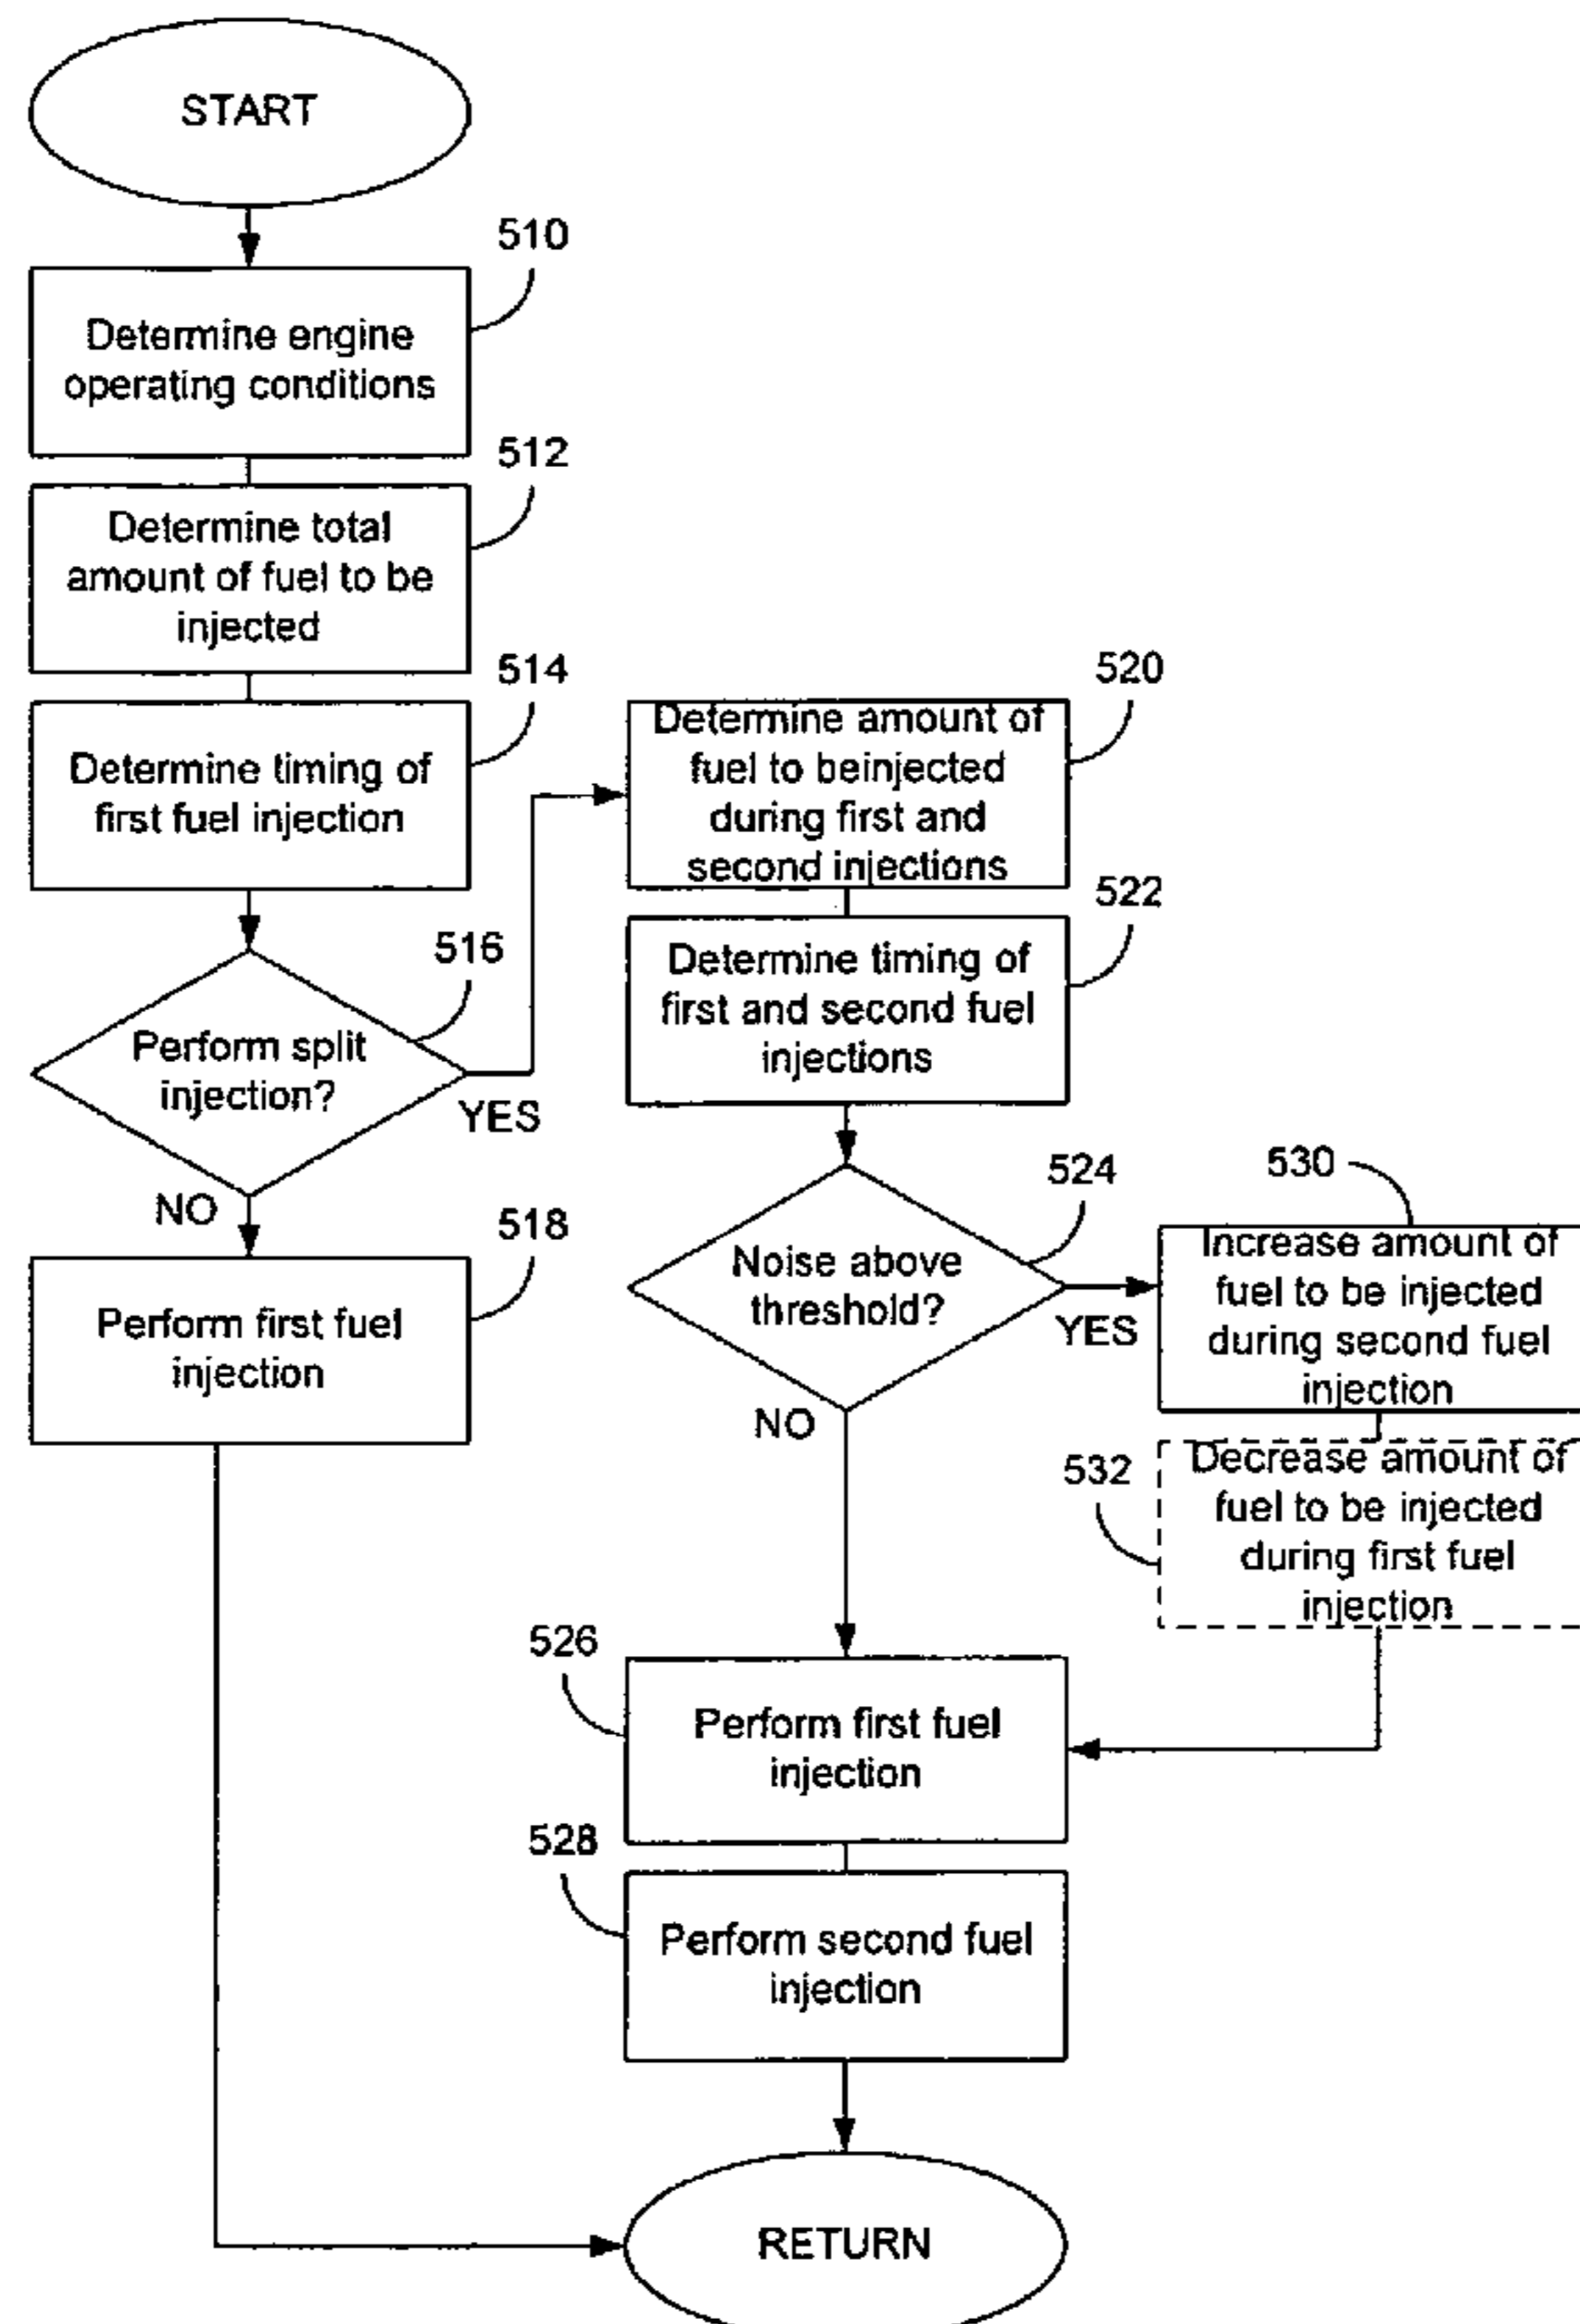 START
510
Determine engine
operating conditions
512
Determine total
amount of fuel to be
injected
514
Determine timing of
first fuel injection
516
Perform split
injection?
YES
NO
518
Perform first fuel
injection
520
Determine amount of
fuel to beinjected
during first and
second injections
522
Determine timing of
first and second fuel
injections
524
Noise above
threshold?
YES
NO
530
Increase amount of
fuel to be injected
during second fuel
injection
532
Decrease amount of
fuel to be injected
during first fuel
injection
526
Perform first fuel
injection
528
Perform second fuel
injection
RETURN